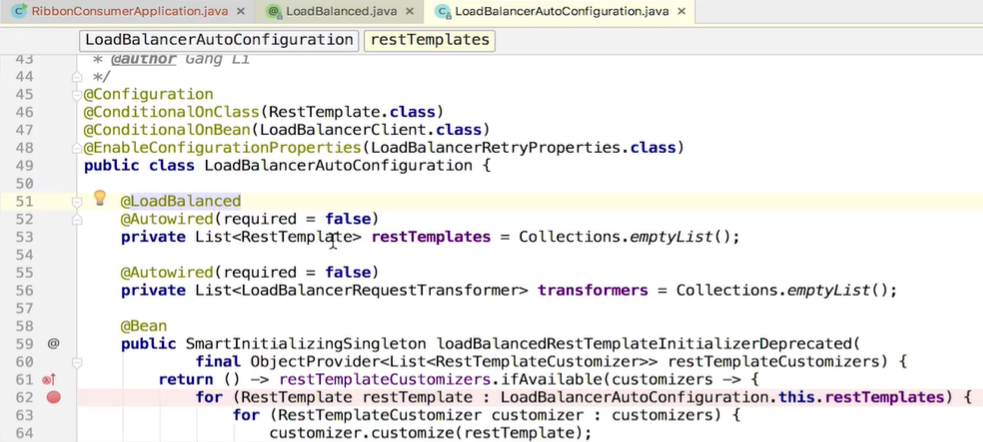 RibbonConsumerApplication.java × LoadBalanced.java × LoadBalancerAutoConfiguration.java ×
LoadBalancerAutoConfiguration restTemplates
43 * @author Gang Li
44 */
45 @Configuration
46 @ConditionalOnClass(RestTemplate.class)
47 @ConditionalOnBean(LoadBalancerClient.class)
48 @EnableConfigurationProperties(LoadBalancerRetryProperties.class)
49 public class LoadBalancerAutoConfiguration {
50
51 @LoadBalanced
52 @Autowired(required = false)
53 private List<RestTemplate> restTemplates = Collections.emptyList();
54
55 @Autowired(required = false)
56 private List<LoadBalancerRequestTransformer> transformers = Collections.emptyList();
57
58 @Bean
59 @ public SmartInitializingSingleton loadBalancedRestTemplateInitializerDeprecated(
60 final ObjectProvider<List<RestTemplateCustomizer>> restTemplateCustomizers) {
61 return () -> restTemplateCustomizers.ifAvailable(customizers -> {
62 for (RestTemplate restTemplate : LoadBalancerAutoConfiguration.this.restTemplates) {
63 for (RestTemplateCustomizer customizer : customizers) {
64 customizer.customize(restTemplate);